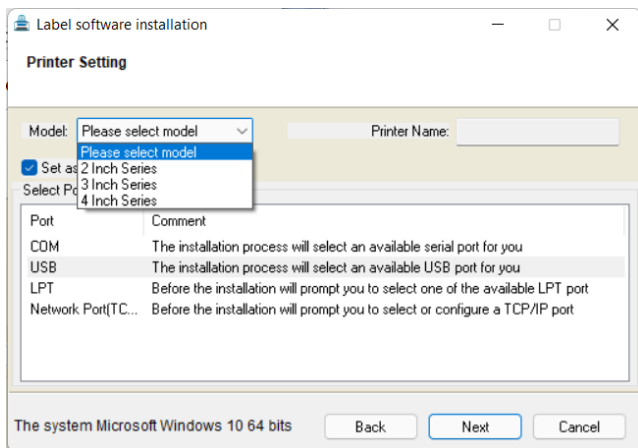 Label software installation
Printer Setting
Model: Please select model Printer Name:
Please select model
2 Inch Series
3 Inch Series
4 Inch Series
Set as
Select Po
Port Comment
COM The installation process will select an available serial port for you
USB The installation process will select an available USB port for you
LPT Before the installation will prompt you to select one of the available LPT port
Network Port(TC... Before the installation will prompt you to select or configure a TCP/IP port
The system Microsoft Windows 10 64 bits Back Next Cancel